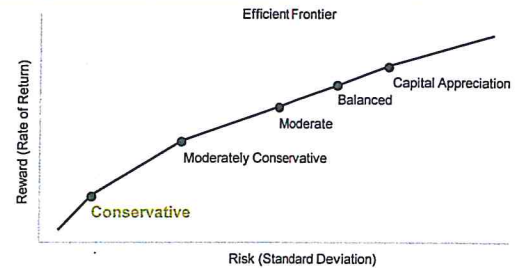 Efficient Frontier
Reward (Rate of Return)
Capital Appreciation
Balanced
Moderate
Moderately Conservative
Conservative
Risk (Standard Deviation)